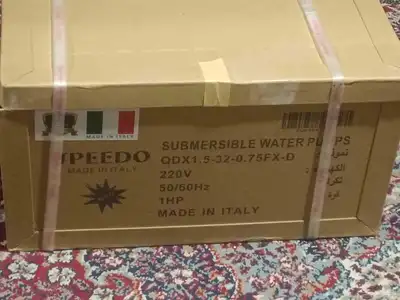 MADE IN ITALY
SPEEDO
MADE IN ITALY
SUBMERSIBLE WATER PUMPS
QDX1.5-32-0.75FX-D
220V
50/60Hz
1HP
MADE IN ITALY